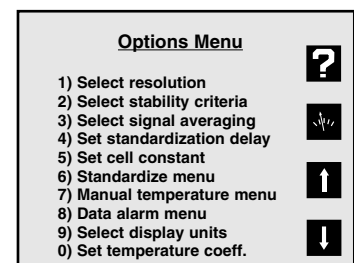 Options Menu
1) Select resolution
2) Select stability criteria
3) Select signal averaging
4) Set standardization delay
5) Set cell constant
6) Standardize menu
7) Manual temperature menu
8) Data alarm menu
9) Select display units
0) Set temperature coeff.
?